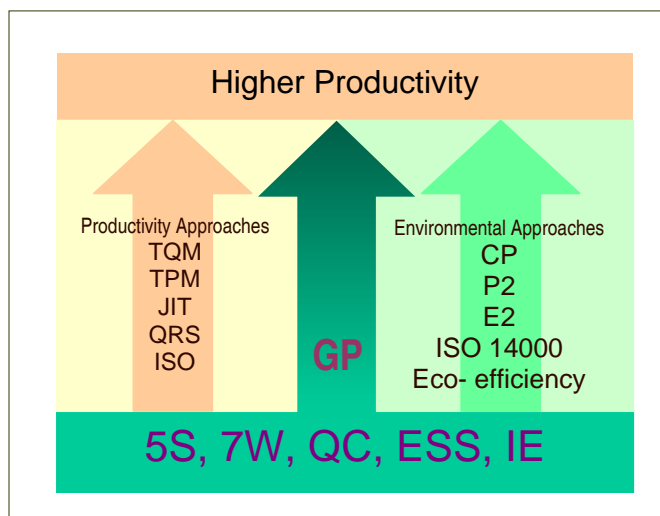 Higher Productivity
Productivity Approaches
TQM
TPM
JIT
QRS
ISO
GP
Environmental Approaches
CP
P2
E2
ISO 14000
Eco- efficiency
5S, 7W, QC, ESS, IE